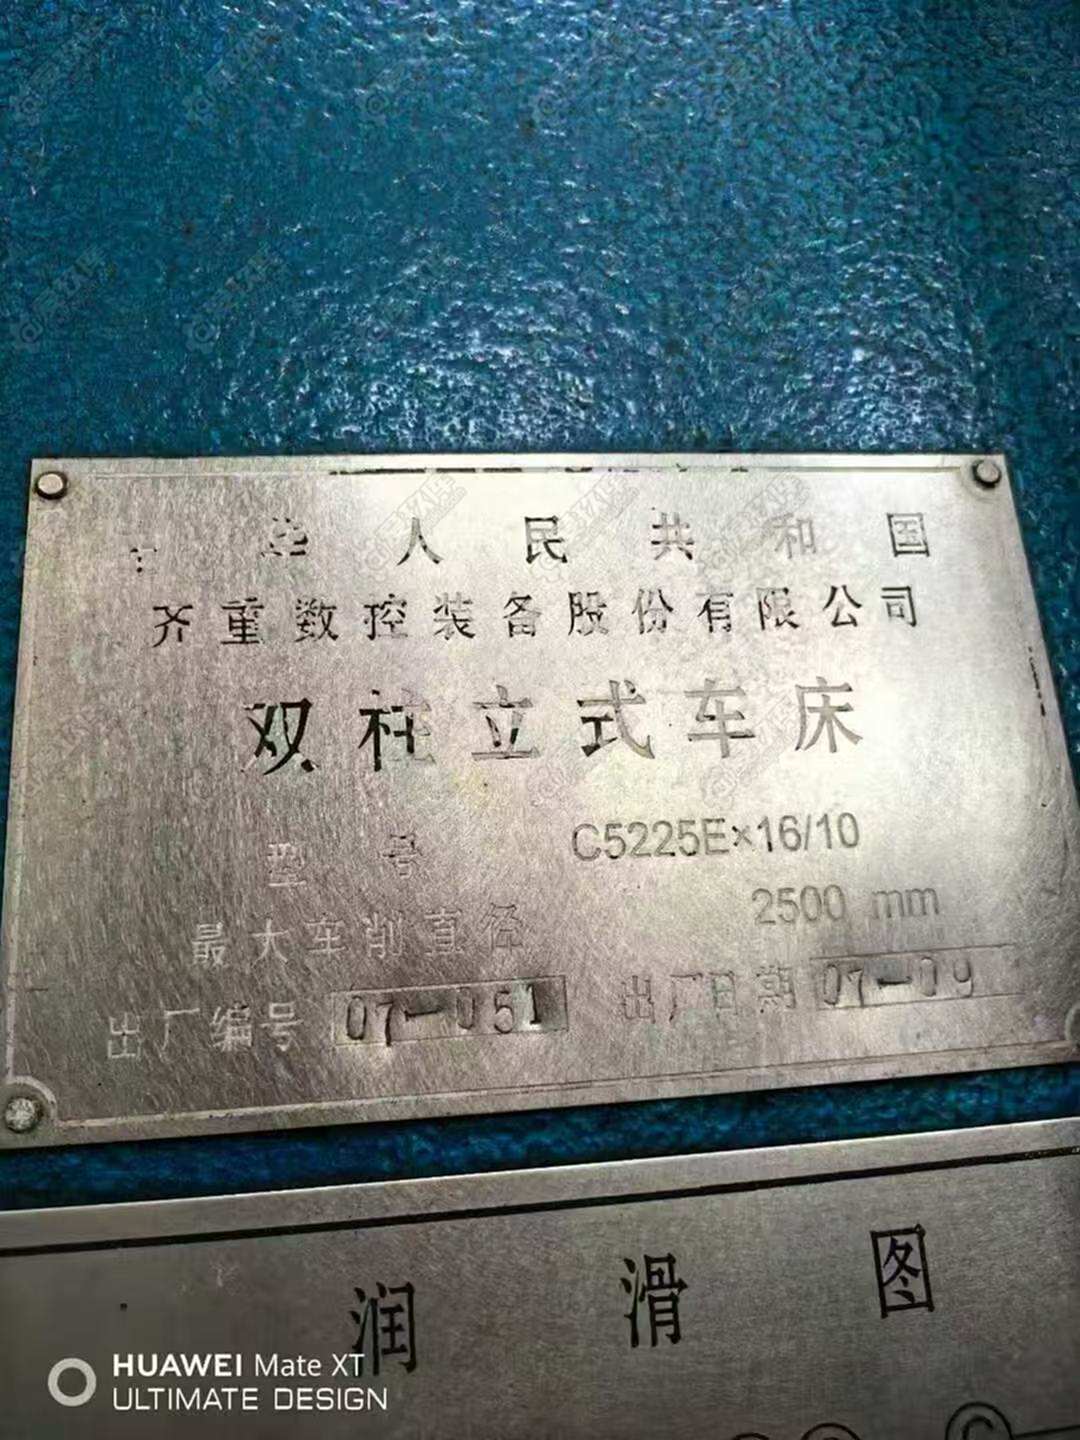 华人民共和国
齐重数控装备股份有限公司
双柱立式车床
型号 C5225E×16/10
最大车削直径 2500 mm
出厂编号 07-051 出厂日期 07-09
润滑图
HUAWEI Mate XT
ULTIMATE DESIGN